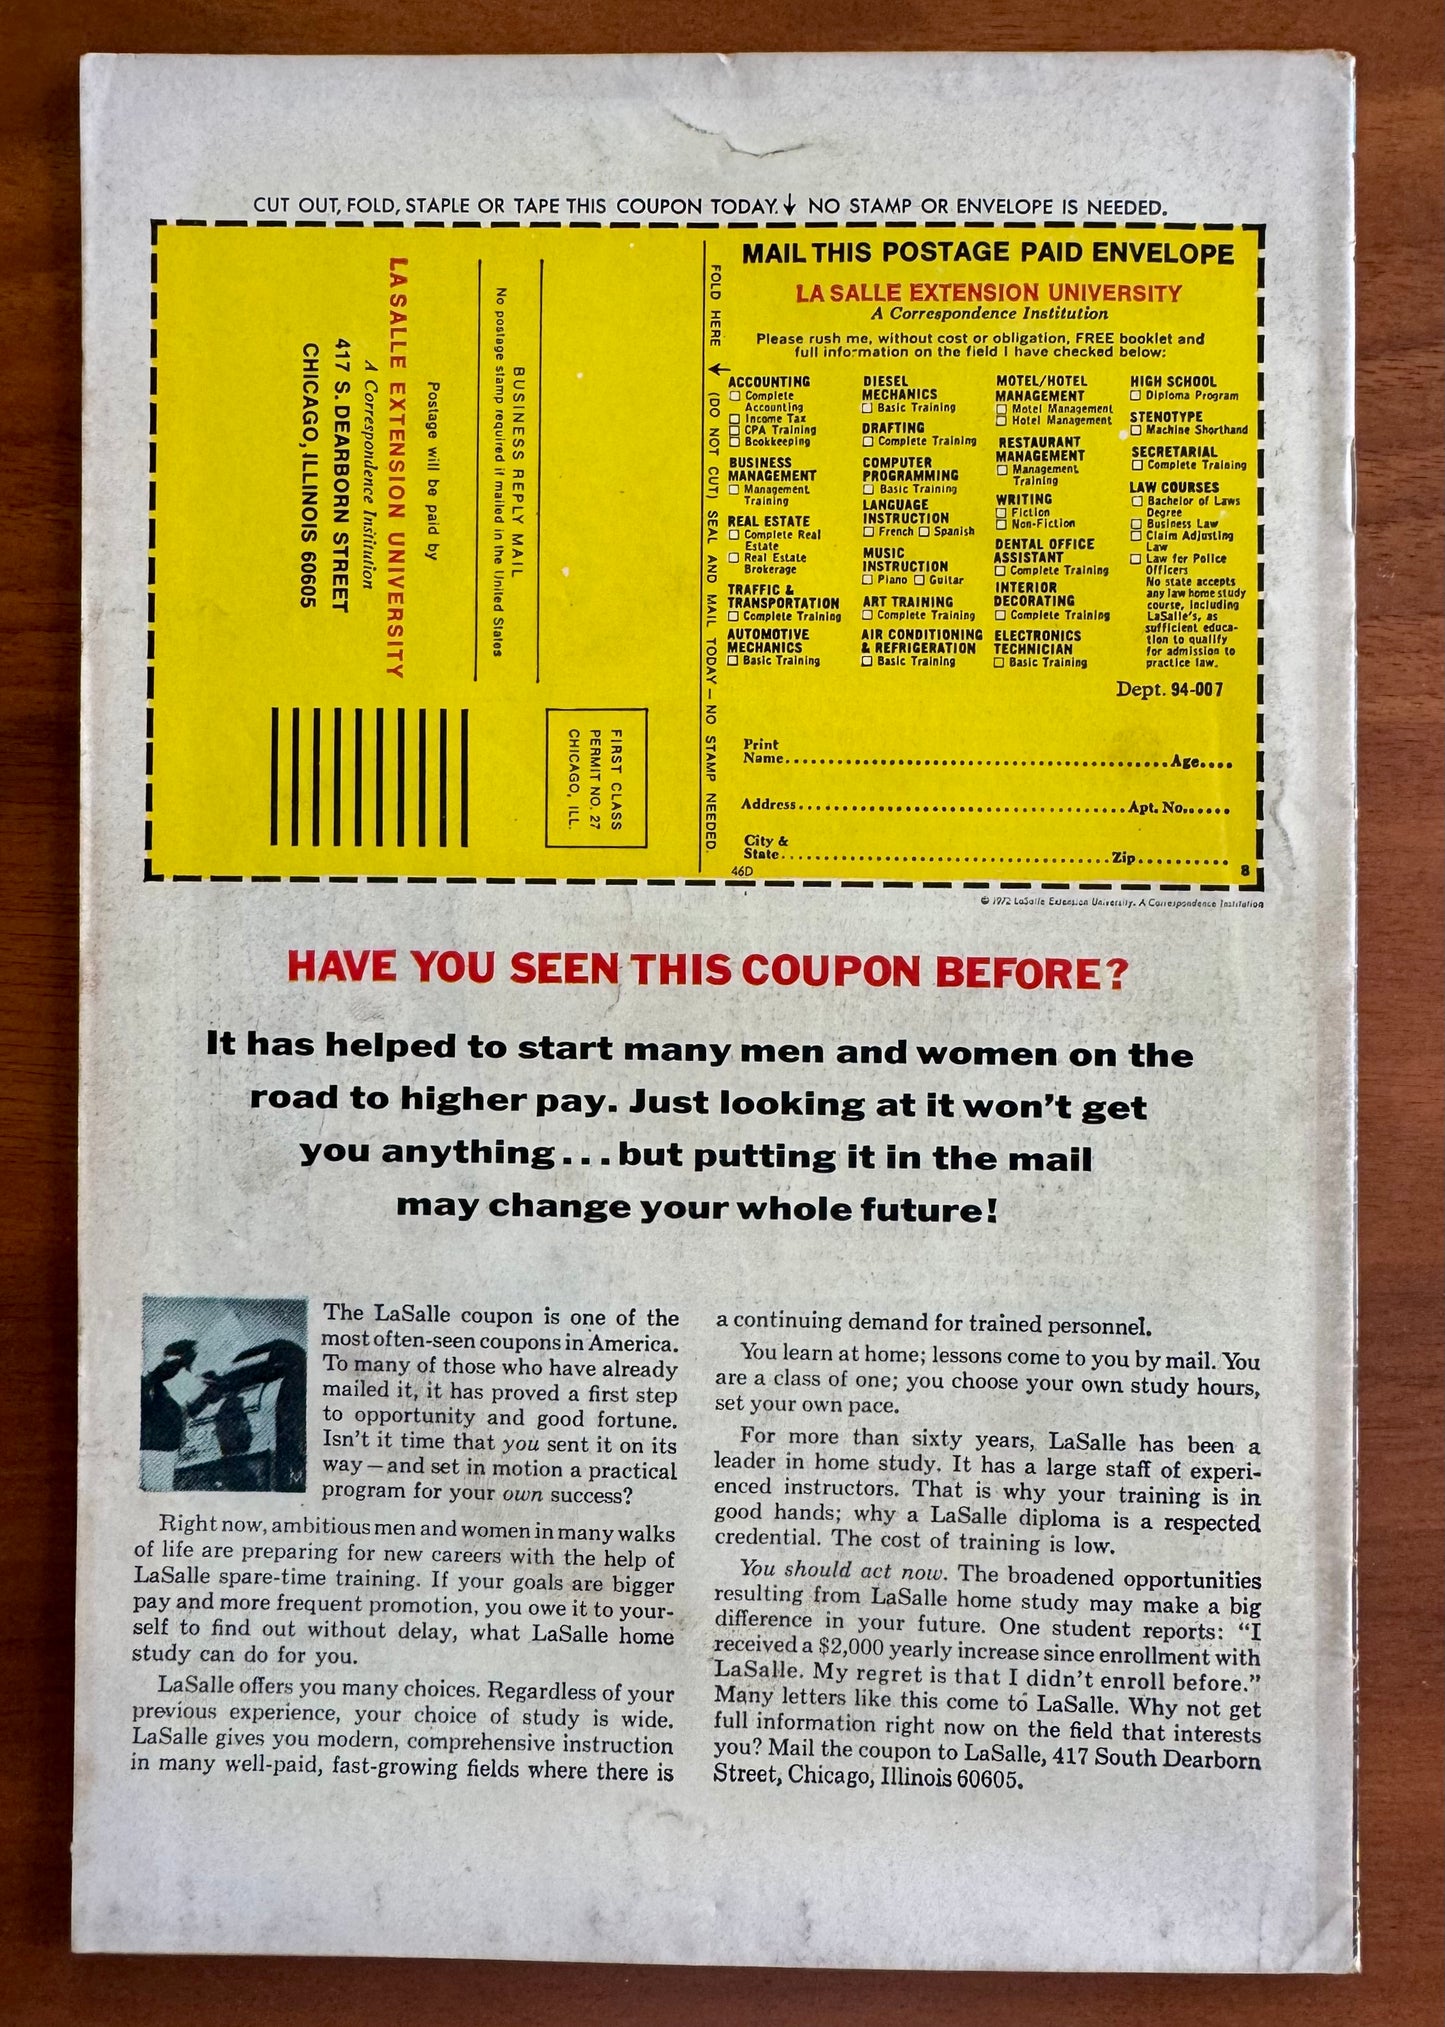 CUT OUT, FOLD, STAPLE OR TAPE THIS COUPON TODAY. ↓ NO STAMP OR ENVELOPE IS NEEDED.
FIRST CLASS
PERMIT NO. 27
CHICAGO, ILL.
BUSINESS REPLY MAIL
No postage stamp required if mailed in the United States
Postage will be paid by
LA SALLE EXTENSION UNIVERSITY
A Correspondence Institution
417 S. DEARBORN STREET
CHICAGO, ILLINOIS 60605
FOLD HERE ↓ (DO NOT CUT) SEAL AND MAIL TODAY — NO STAMP NEEDED.
MAIL THIS POSTAGE PAID ENVELOPE
LA SALLE EXTENSION UNIVERSITY
A Correspondence Institution
Please rush me, without cost or obligation, FREE booklet and
full information on the field I have checked below:
ACCOUNTING
☐ Complete
Accounting
☐ Income Tax
☐ CPA Training
☐ Bookkeeping
BUSINESS
MANAGEMENT
☐ Management
Training
REAL ESTATE
☐ Complete Real
Estate
☐ Real Estate
Brokerage
TRAFFIC &
TRANSPORTATION
☐ Complete Training
AUTOMOTIVE
MECHANICS
☐ Basic Training
DIESEL
MECHANICS
☐ Basic Training
DRAFTING
☐ Complete Training
COMPUTER
PROGRAMMING
☐ Basic Training
LANGUAGE
INSTRUCTION
☐ French ☐ Spanish
MUSIC
INSTRUCTION
☐ Piano ☐ Guitar
ART TRAINING
☐ Complete Training
AIR CONDITIONING
& REFRIGERATION
☐ Basic Training
MOTEL/HOTEL
MANAGEMENT
☐ Motel Management
☐ Hotel Management
RESTAURANT
MANAGEMENT
☐ Management
Training
WRITING
☐ Fiction
☐ Non-Fiction
DENTAL OFFICE
ASSISTANT
☐ Complete Training
INTERIOR
DECORATING
☐ Complete Training
ELECTRONICS
TECHNICIAN
☐ Basic Training
HIGH SCHOOL
☐ Diploma Program
STENOTYPE
☐ Machine Shorthand
SECRETARIAL
☐ Complete Training
LAW COURSES
☐ Bachelor of Laws
Degree
☐ Business Law
☐ Claim Adjusting
Law
☐ Law for Police
Officers
No state accepts
any law home study
course, including
LaSalle's, as
sufficient educa-
tion to qualify
for admission to
practice law.
Dept. 94-007
Print
Name.......... Age....
Address.......... Apt. No......
City &
State.......... Zip..........
46D 8
© 1972 LaSalle Extension University. A Correspondence Institution
HAVE YOU SEEN THIS COUPON BEFORE?
It has helped to start many men and women on the
road to higher pay. Just looking at it won't get
you anything...but putting it in the mail
may change your whole future!
The LaSalle coupon is one of the
most often-seen coupons in America.
To many of those who have already
mailed it, it has proved a first step
to opportunity and good fortune.
Isn't it time that you sent it on its
way—and set in motion a practical
program for your own success?
Right now, ambitious men and women in many walks
of life are preparing for new careers with the help of
LaSalle spare-time training. If your goals are bigger
pay and more frequent promotion, you owe it to your-
self to find out without delay, what LaSalle home
study can do for you.
LaSalle offers you many choices. Regardless of your
previous experience, your choice of study is wide.
LaSalle gives you modern, comprehensive instruction
in many well-paid, fast-growing fields where there is
a continuing demand for trained personnel.
You learn at home; lessons come to you by mail. You
are a class of one; you choose your own study hours,
set your own pace.
For more than sixty years, LaSalle has been a
leader in home study. It has a large staff of experi-
enced instructors. That is why your training is in
good hands; why a LaSalle diploma is a respected
credential. The cost of training is low.
You should act now. The broadened opportunities
resulting from LaSalle home study may make a big
difference in your future. One student reports: "I
received a $2,000 yearly increase since enrollment with
LaSalle. My regret is that I didn't enroll before."
Many letters like this come to LaSalle. Why not get
full information right now on the field that interests
you? Mail the coupon to LaSalle, 417 South Dearborn
Street, Chicago, Illinois 60605.